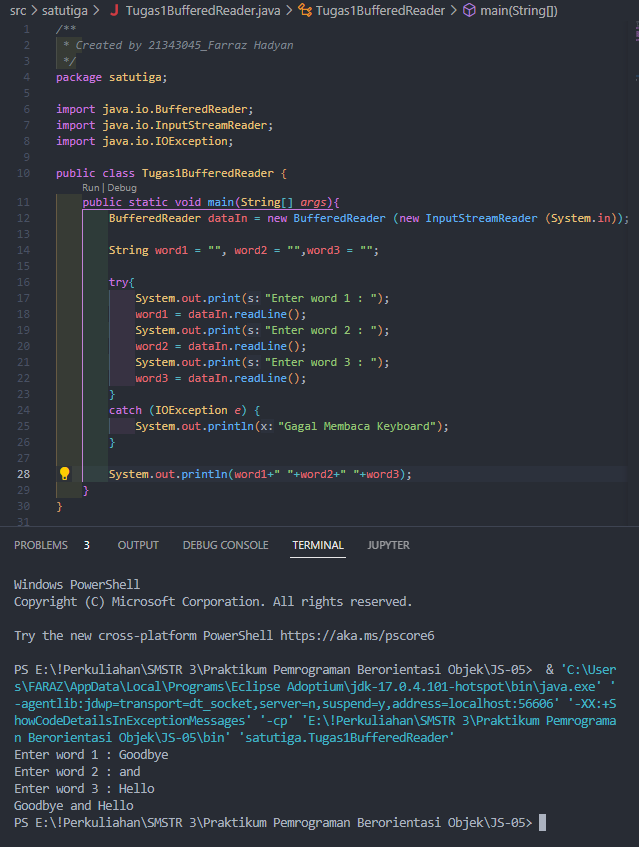 src > satutiga > J Tugas1BufferedReader.java > Tugas1BufferedReader > main(String[])
1 /**
2 * Created by 21343045_Farraz Hadyan
3 */
4 package satutiga;
5
6 import java.io.BufferedReader;
7 import java.io.InputStreamReader;
8 import java.io.IOException;
9
10 public class Tugas1BufferedReader {
Run | Debug
11 public static void main(String[] args){
12 BufferedReader dataIn = new BufferedReader (new InputStreamReader (System.in));
13
14 String word1 = "", word2 = "",word3 = "";
15
16 try{
17 System.out.print(s:"Enter word 1 : ");
18 word1 = dataIn.readLine();
19 System.out.print(s:"Enter word 2 : ");
20 word2 = dataIn.readLine();
21 System.out.print(s:"Enter word 3 : ");
22 word3 = dataIn.readLine();
23 }
24 catch (IOException e) {
25 System.out.println(x:"Gagal Membaca Keyboard");
26 }
27
28 System.out.println(word1+" "+word2+" "+word3);
29 }
30 }
31
PROBLEMS 3 OUTPUT DEBUG CONSOLE TERMINAL JUPYTER
Windows PowerShell
Copyright (C) Microsoft Corporation. All rights reserved.
Try the new cross-platform PowerShell https://aka.ms/pscore6
PS E:\!Perkuliahan\SMSTR 3\Praktikum Pemrograman Berorientasi Objek\JS-05> & 'C:\User
s\FARAZ\AppData\Local\Programs\Eclipse Adoptium\jdk-17.0.4.101-hotspot\bin\java.exe' '
-agentlib:jdwp=transport=dt_socket,server=n,suspend=y,address=localhost:56606' '-XX:+S
howCodeDetailsInExceptionMessages' '-cp' 'E:\!Perkuliahan\SMSTR 3\Praktikum Pemrograma
n Berorientasi Objek\JS-05\bin' 'satutiga.Tugas1BufferedReader'
Enter word 1 : Goodbye
Enter word 2 : and
Enter word 3 : Hello
Goodbye and Hello
PS E:\!Perkuliahan\SMSTR 3\Praktikum Pemrograman Berorientasi Objek\JS-05>